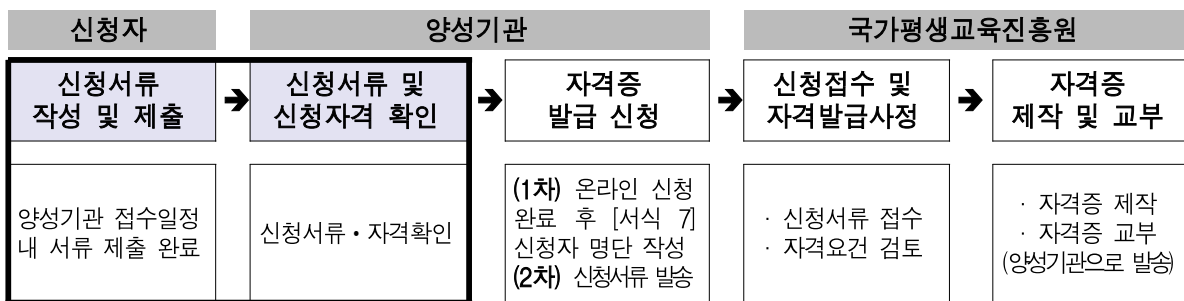 신청자
양성기관
국가평생교육진흥원
신청서류
작성 및 제출
➔
신청서류 및
신청자격 확인
➔
자격증
발급 신청
➔
신청접수 및
자격발급사정
➔
자격증
제작 및 교부
양성기관 접수일정
내 서류 제출 완료
신청서류・자격확인
(1차) 온라인 신청
완료 후 [서식 7]
신청자 명단 작성
(2차) 신청서류 발송
· 신청서류 접수
· 자격요건 검토
· 자격증 제작
· 자격증 교부
(양성기관으로 발송)